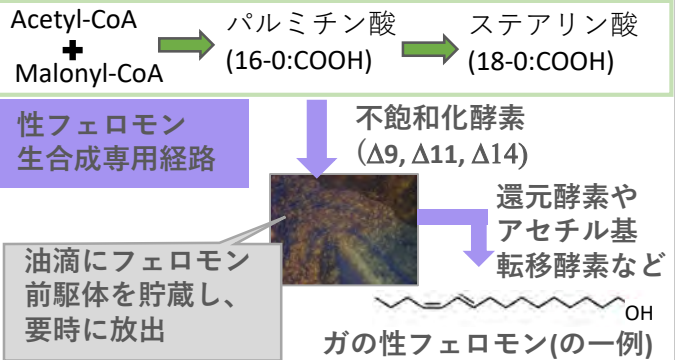 Acetyl-CoA
+
Malonyl-CoA
パルミチン酸
(16-0:COOH)
ステアリン酸
(18-0:COOH)
性フェロモン
生合成専用経路
不飽和化酵素
(Δ9, Δ11, Δ14)
還元酵素や
アセチル基
転移酵素など
油滴にフェロモン
前駆体を貯蔵し、
要時に放出
OH
ガの性フェロモン(の一例)